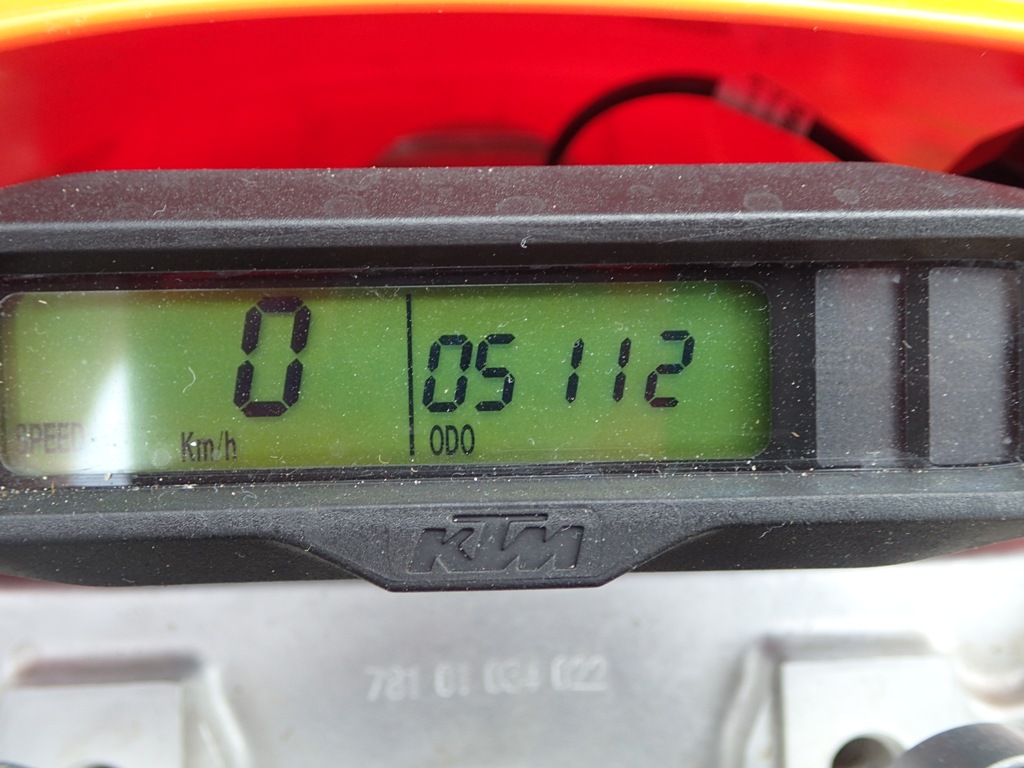 0 05112
SPEED Km/h ODO
KTM
781 01 034 022